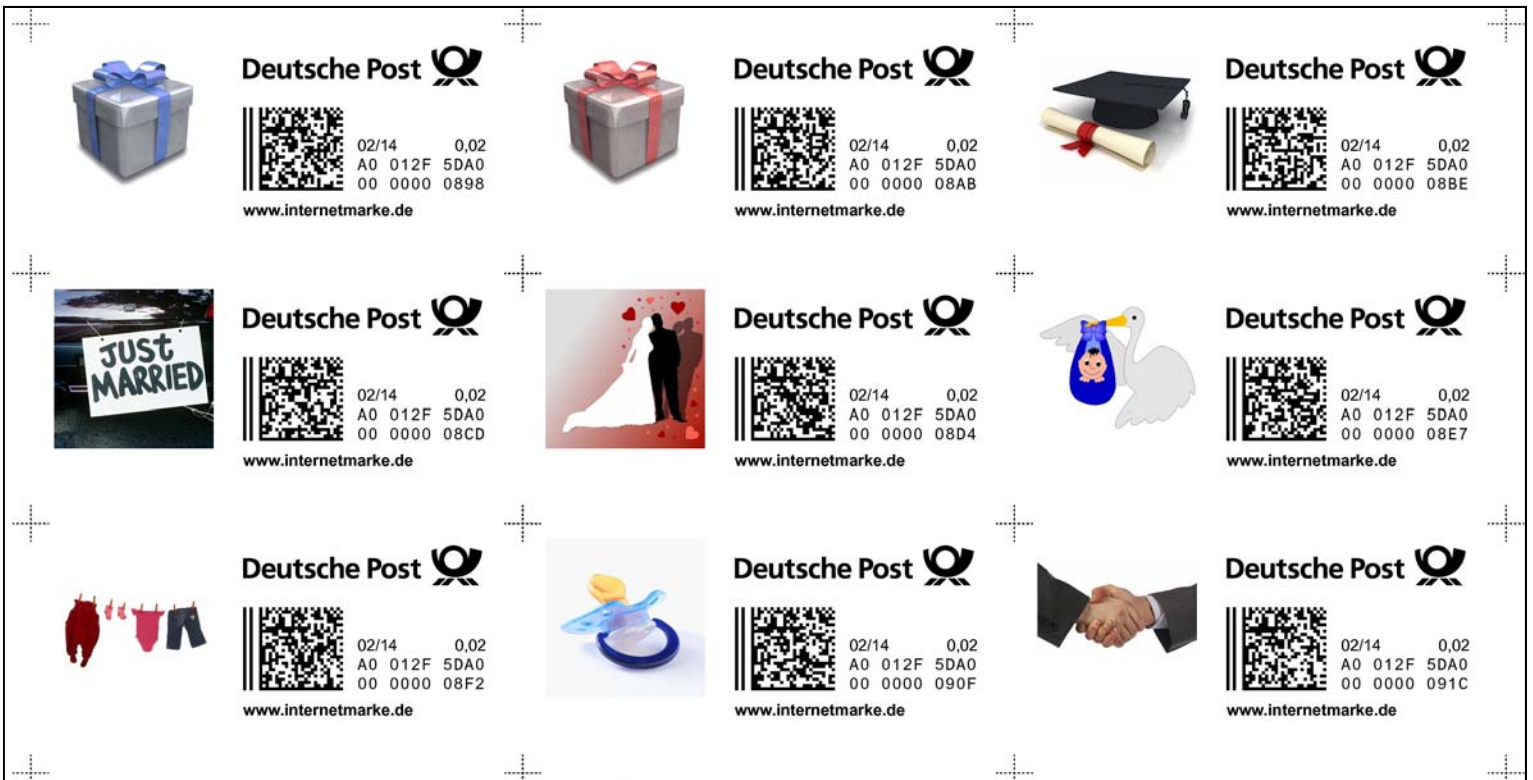 Deutsche Post
02/14 0,02
A0 012F 5DA0
00 0000 0898
www.internetmarke.de
Deutsche Post
02/14 0,02
A0 012F 5DA0
00 0000 08AB
www.internetmarke.de
Deutsche Post
02/14 0,02
A0 012F 5DA0
00 0000 08BE
www.internetmarke.de
JUST
MARRIED
Deutsche Post
02/14 0,02
A0 012F 5DA0
00 0000 08CD
www.internetmarke.de
Deutsche Post
02/14 0,02
A0 012F 5DA0
00 0000 08D4
www.internetmarke.de
Deutsche Post
02/14 0,02
A0 012F 5DA0
00 0000 08E7
www.internetmarke.de
Deutsche Post
02/14 0,02
A0 012F 5DA0
00 0000 08F2
www.internetmarke.de
Deutsche Post
02/14 0,02
A0 012F 5DA0
00 0000 090F
www.internetmarke.de
Deutsche Post
02/14 0,02
A0 012F 5DA0
00 0000 091C
www.internetmarke.de